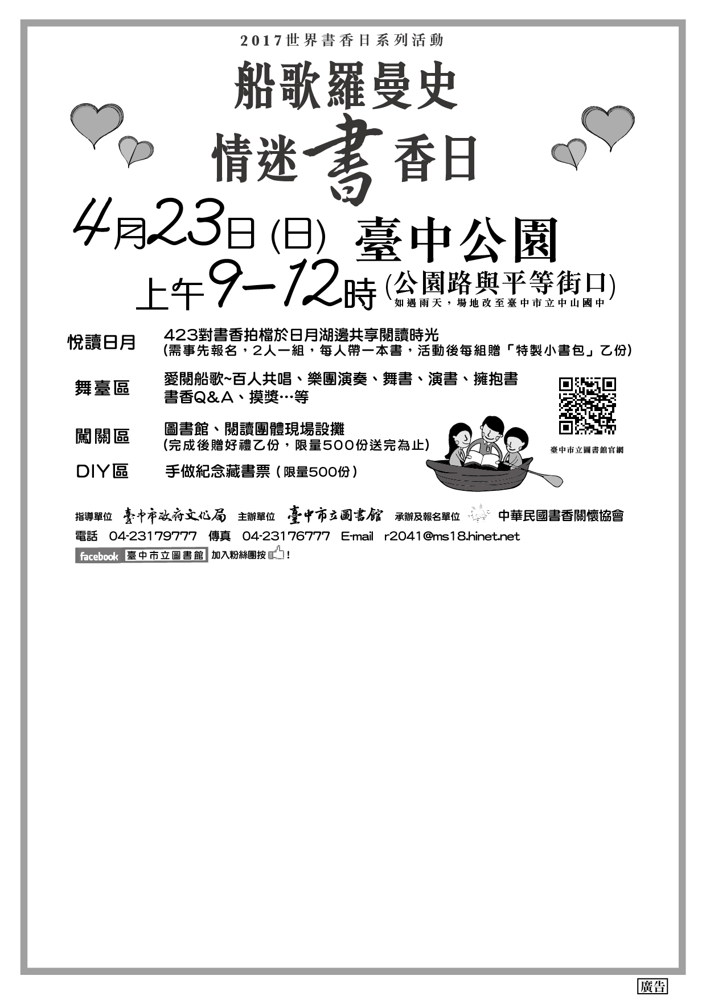 2017世界書香日系列活動
船歌羅曼史
情迷書香日
4月23日(日) 臺中公園
上午9-12時 (公園路與平等街口)
如遇雨天，場地改至臺中市立中山國中
悅讀日月 423對書香拍檔於日月湖邊共享閱讀時光
(需事先報名，2人一組，每人帶一本書，活動後每組贈「特製小書包」乙份)
舞臺區 愛閱船歌~百人共唱、樂團演奏、舞書、演書、擁抱書
書香Q&A、摸獎…等
闖關區 圖書館、閱讀團體現場設攤
(完成後贈好禮乙份，限量500份送完為止)
臺中市立圖書館官網
DIY區 手做紀念藏書票（限量500份）
指導單位 臺中市政府文化局 主辦單位 臺中市立圖書館 承辦及報名單位 中華民國書香關懷協會
電話 04-23179777 傳真 04-23176777 E-mail r2041@ms18.hinet.net
facebook 臺中市立圖書館 加入粉絲團按 !
廣告